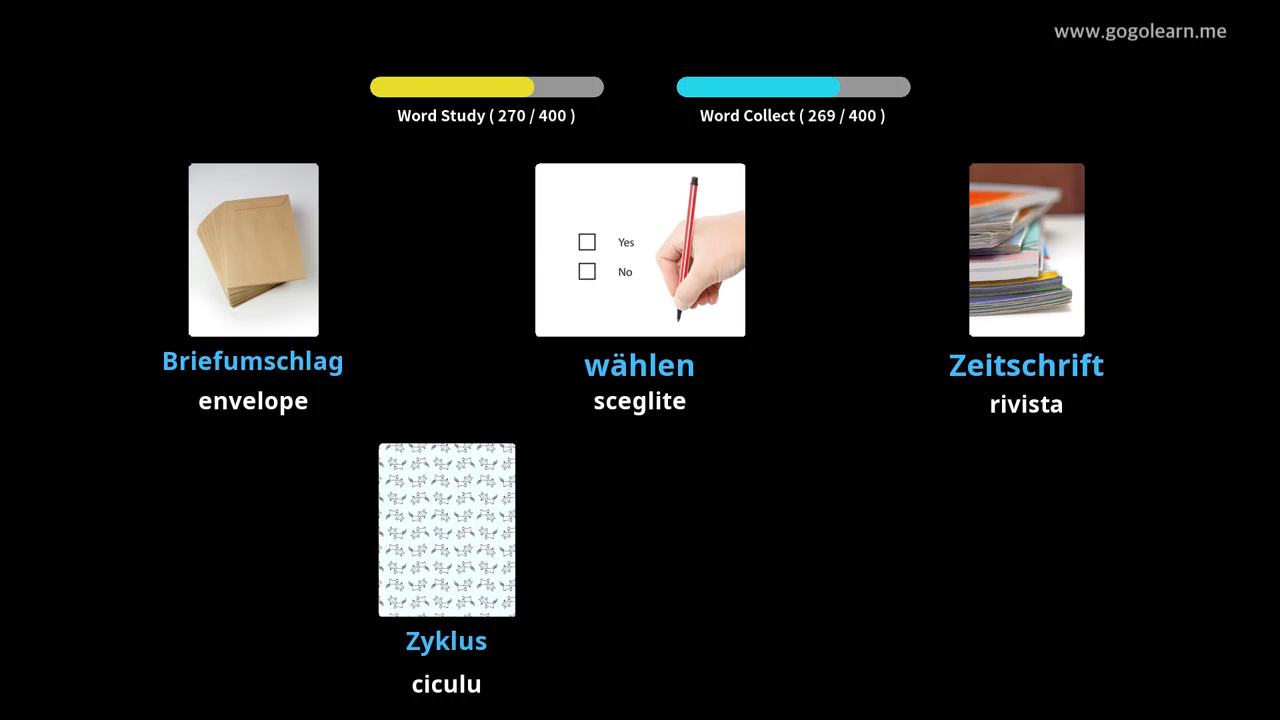 www.gogolearn.me
Word Study ( 270 / 400 )
Word Collect ( 269 / 400 )
Yes
No
Briefumschlag
wählen
Zeitschrift
envelope
sceglite
rivista
Zyklus
ciculu